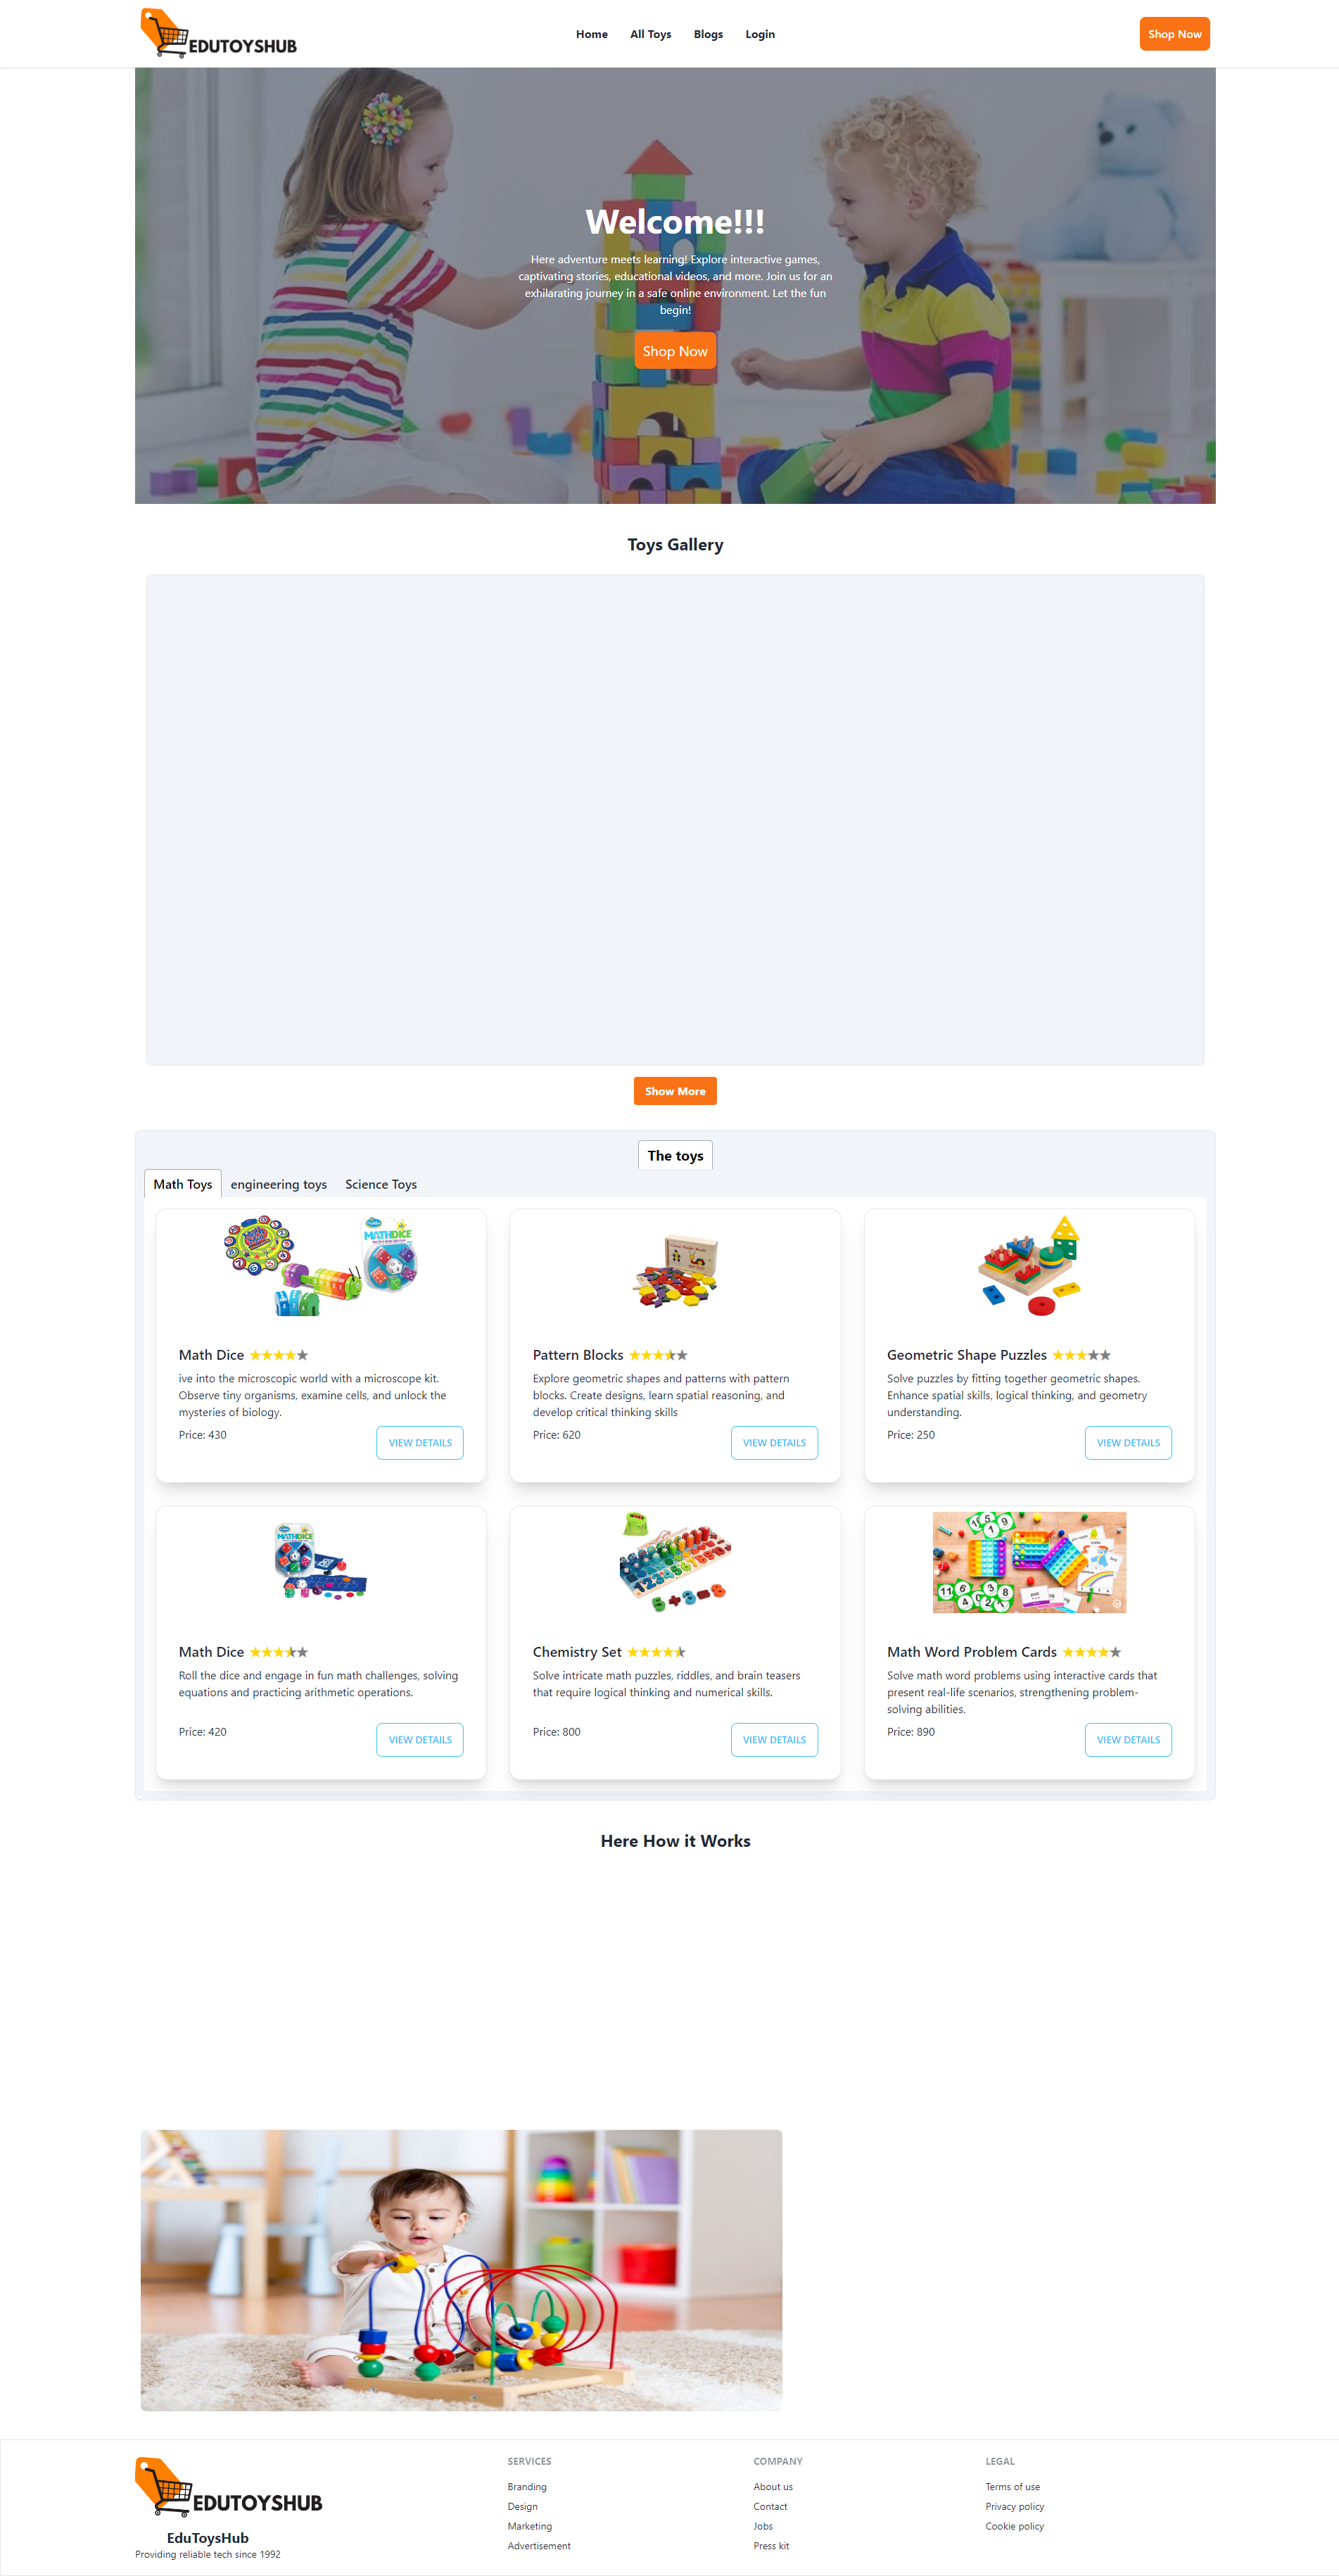 EDUTOYSHUB
Home
All Toys
Blogs
Login
Shop Now
Welcome!!!
Here adventure meets learning! Explore interactive games,
captivating stories, educational videos, and more. Join us for an
exhilarating journey in a safe online environment. Let the fun
begin!
Shop Now
Toys Gallery
Show More
The toys
Math Toys
engineering toys
Science Toys
MATHDICE
Math Dice
ive into the microscopic world with a microscope kit.
Observe tiny organisms, examine cells, and unlock the
mysteries of biology.
Price: 430
VIEW DETAILS
Pattern Blocks
Explore geometric shapes and patterns with pattern
blocks. Create designs, learn spatial reasoning, and
develop critical thinking skills
Price: 620
VIEW DETAILS
Geometric Shape Puzzles
Solve puzzles by fitting together geometric shapes.
Enhance spatial skills, logical thinking, and geometry
understanding.
Price: 250
VIEW DETAILS
MATHDICE
Math Dice
Roll the dice and engage in fun math challenges, solving
equations and practicing arithmetic operations.
Price: 420
VIEW DETAILS
Chemistry Set
Solve intricate math puzzles, riddles, and brain teasers
that require logical thinking and numerical skills.
Price: 800
VIEW DETAILS
Math Word Problem Cards
Solve math word problems using interactive cards that
present real-life scenarios, strengthening problem-
solving abilities.
Price: 890
VIEW DETAILS
Here How it Works
EDUTOYSHUB
EduToysHub
Providing reliable tech since 1992
SERVICES
Branding
Design
Marketing
Advertisement
COMPANY
About us
Contact
Jobs
Press kit
LEGAL
Terms of use
Privacy policy
Cookie policy